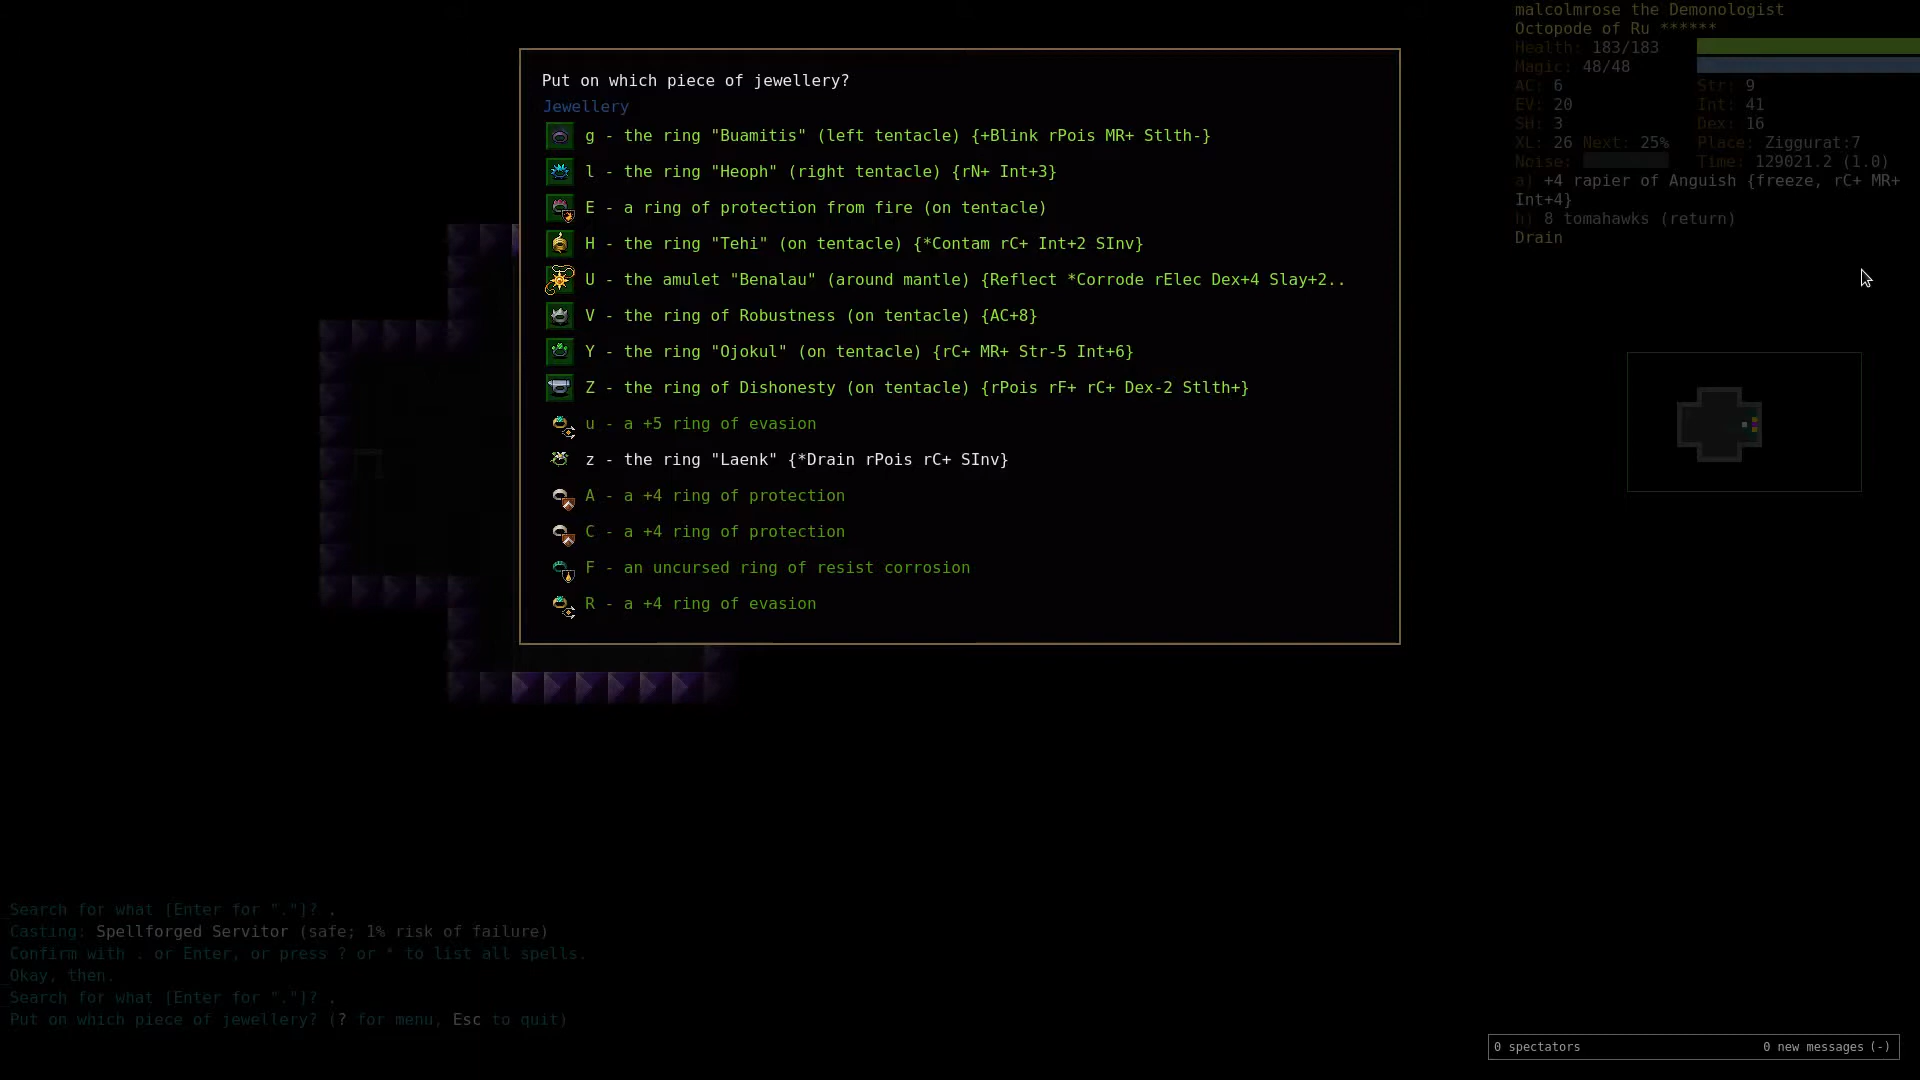 malcolmrose the Demonologist
Octopode of Ru ******
Health: 183/183
Magic: 48/48
AC: 6 Str: 9
EV: 20 Int: 41
SH: 3 Dex: 16
XL: 26 Next: 25% Place: Ziggurat:7
Noise: Time: 129021.2 (1.0)
a) +4 rapier of Anguish {freeze, rC+ MR+
Int+4}
h) 8 tomahawks (return)
Drain
Put on which piece of jewellery?
Jewellery
g - the ring "Buamitis" (left tentacle) {+Blink rPois MR+ Stlth-}
l - the ring "Heoph" (right tentacle) {rN+ Int+3}
E - a ring of protection from fire (on tentacle)
H - the ring "Tehi" (on tentacle) {*Contam rC+ Int+2 SInv}
U - the amulet "Benalau" (around mantle) {Reflect *Corrode rElec Dex+4 Slay+2..
V - the ring of Robustness (on tentacle) {AC+8}
Y - the ring "Ojokul" (on tentacle) {rC+ MR+ Str-5 Int+6}
Z - the ring of Dishonesty (on tentacle) {rPois rF+ rC+ Dex-2 Stlth+}
u - a +5 ring of evasion
z - the ring "Laenk" {*Drain rPois rC+ SInv}
A - a +4 ring of protection
C - a +4 ring of protection
F - an uncursed ring of resist corrosion
R - a +4 ring of evasion
Search for what [Enter for "."]? .
Casting: Spellforged Servitor (safe; 1% risk of failure)
Confirm with . or Enter, or press ? or * to list all spells.
Okay, then.
Search for what [Enter for "."]? .
Put on which piece of jewellery? (? for menu, Esc to quit)
0 spectators 0 new messages (-)